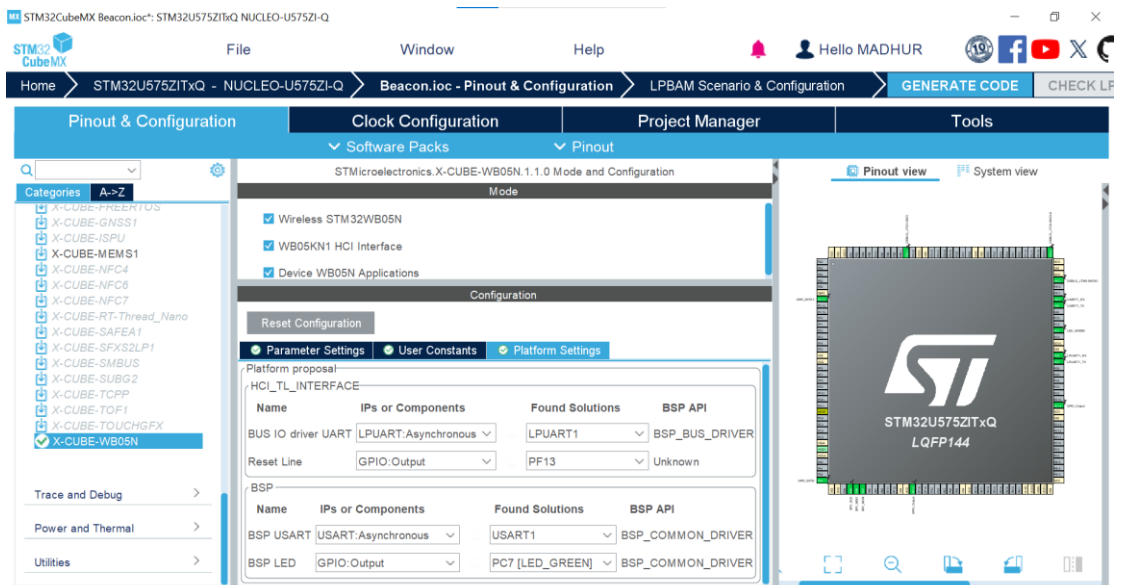 MX STM32CubeMX Beacon.ioc*: STM32U575ZITxQ NUCLEO-U575ZI-Q
STM32
CubeMX
File Window Help Hello MADHUR
19
Home STM32U575ZITxQ - NUCLEO-U575ZI-Q Beacon.ioc - Pinout & Configuration LPBAM Scenario & Configuration GENERATE CODE CHECK LP
Pinout & Configuration Clock Configuration Project Manager Tools
Software Packs Pinout
STMicroelectronics.X-CUBE-WB05N.1.1.0 Mode and Configuration
Pinout view System view
Categories A->Z
Mode
X-CUBE-FREERTOS
X-CUBE-GNSS1
X-CUBE-ISPU
X-CUBE-MEMS1
X-CUBE-NFC4
X-CUBE-NFC6
X-CUBE-NFC7
X-CUBE-RT-Thread_Nano
X-CUBE-SAFEA1
X-CUBE-SFXS2LP1
X-CUBE-SMBUS
X-CUBE-SUBG2
X-CUBE-TCPP
X-CUBE-TOF1
X-CUBE-TOUCHGFX
X-CUBE-WB05N
Trace and Debug
Power and Thermal
Utilities
Wireless STM32WB05N
WB05KN1 HCI Interface
Device WB05N Applications
Configuration
Reset Configuration
Parameter Settings User Constants Platform Settings
Platform proposal
HCI_TL_INTERFACE
Name IPs or Components Found Solutions BSP API
BUS IO driver UART LPUART:Asynchronous LPUART1 BSP_BUS_DRIVER
Reset Line GPIO:Output PF13 Unknown
BSP
Name IPs or Components Found Solutions BSP API
BSP USART USART:Asynchronous USART1 BSP_COMMON_DRIVER
BSP LED GPIO:Output PC7 [LED_GREEN] BSP_COMMON_DRIVER
STM32U575ZITxQ
LQFP144